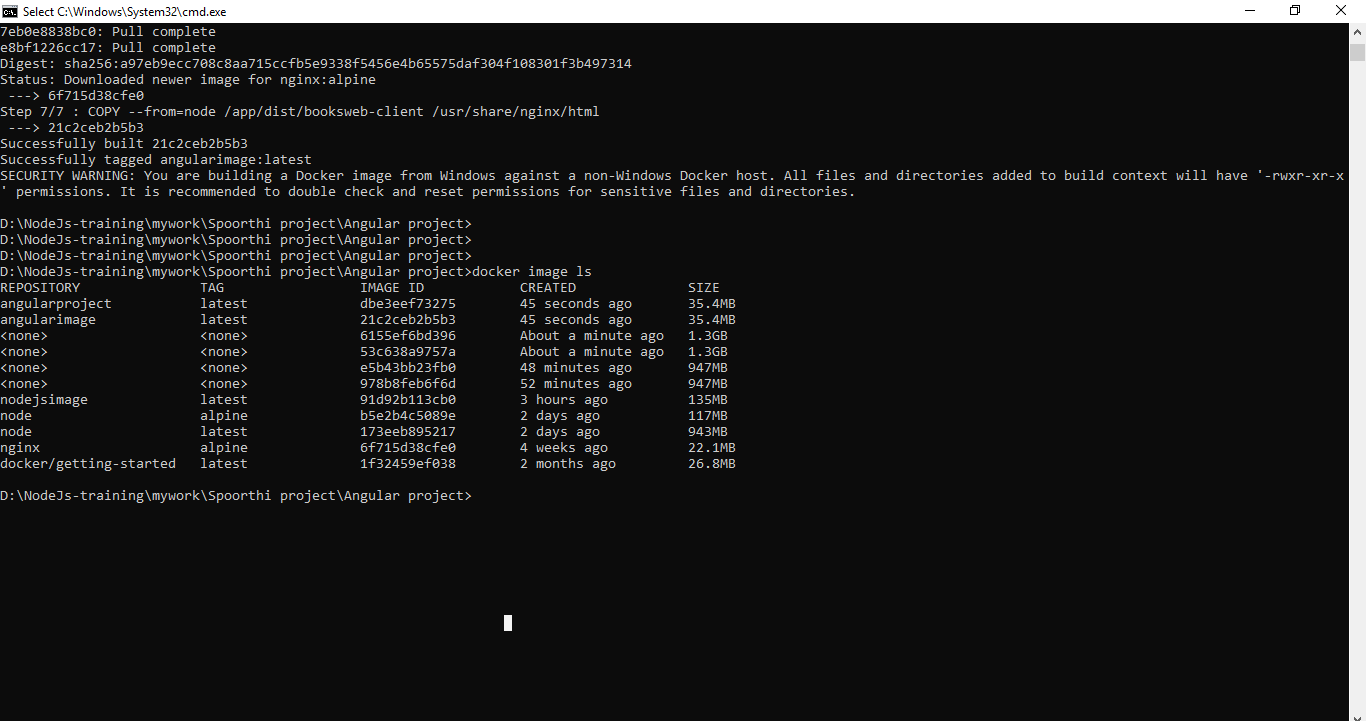 Select C:\Windows\System32\cmd.exe
7eb0e8838bc0: Pull complete
e8bf1226cc17: Pull complete
Digest: sha256:a97eb9ecc708c8aa715ccfb5e9338f5456e4b65575daf304f108301f3b497314
Status: Downloaded newer image for nginx:alpine
 ---> 6f715d38cfe0
Step 7/7 : COPY --from=node /app/dist/booksweb-client /usr/share/nginx/html
 ---> 21c2ceb2b5b3
Successfully built 21c2ceb2b5b3
Successfully tagged angularimage:latest
SECURITY WARNING: You are building a Docker image from Windows against a non-Windows Docker host. All files and directories added to build context will have '-rwxr-xr-x
' permissions. It is recommended to double check and reset permissions for sensitive files and directories.
D:\NodeJs-training\mywork\Spoorthi project\Angular project>
D:\NodeJs-training\mywork\Spoorthi project\Angular project>
D:\NodeJs-training\mywork\Spoorthi project\Angular project>
D:\NodeJs-training\mywork\Spoorthi project\Angular project>docker image ls
REPOSITORY TAG IMAGE ID CREATED SIZE
angularproject latest dbe3eef73275 45 seconds ago 35.4MB
angularimage latest 21c2ceb2b5b3 45 seconds ago 35.4MB
<none> <none> 6155ef6bd396 About a minute ago 1.3GB
<none> <none> 53c638a9757a About a minute ago 1.3GB
<none> <none> e5b43bb23fb0 48 minutes ago 947MB
<none> <none> 978b8feb6f6d 52 minutes ago 947MB
nodejsimage latest 91d92b113cb0 3 hours ago 135MB
node alpine b5e2b4c5089e 2 days ago 117MB
node latest 173eeb895217 2 days ago 943MB
nginx alpine 6f715d38cfe0 4 weeks ago 22.1MB
docker/getting-started latest 1f32459ef038 2 months ago 26.8MB
D:\NodeJs-training\mywork\Spoorthi project\Angular project>